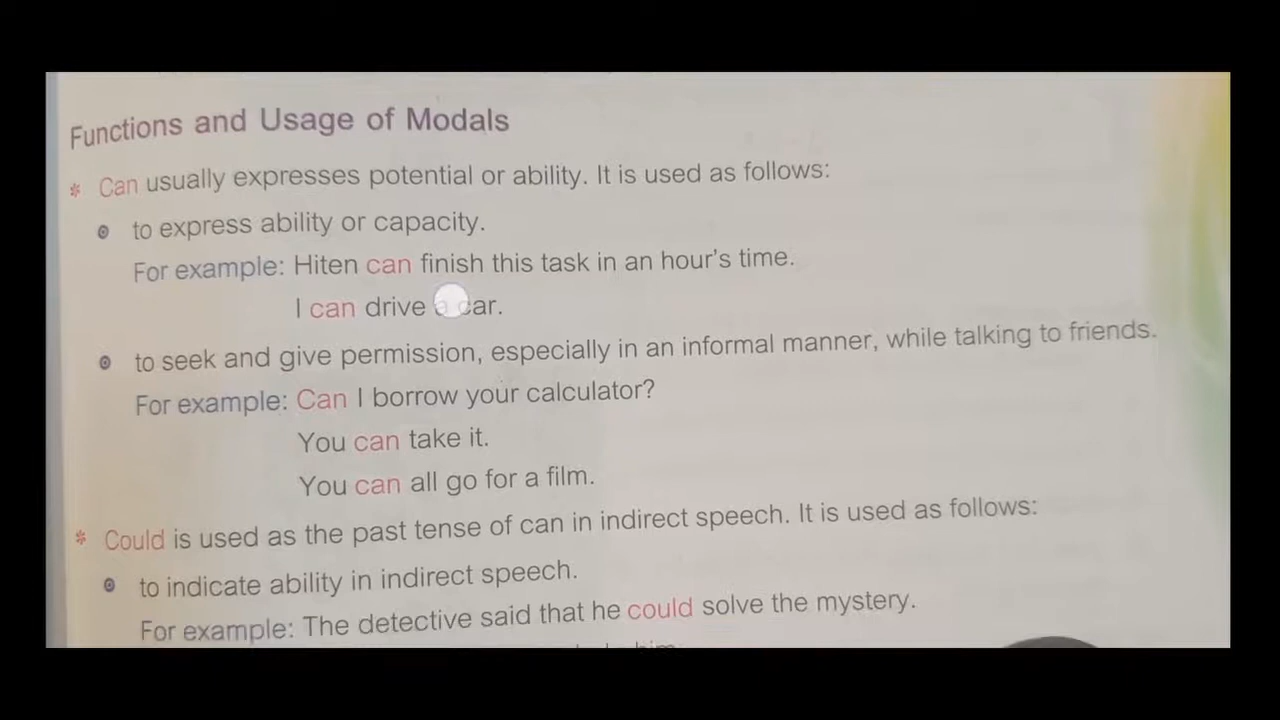 Functions and Usage of Modals
* Can usually expresses potential or ability. It is used as follows:
to express ability or capacity.
For example: Hiten can finish this task in an hour's time.
I can drive a car.
to seek and give permission, especially in an informal manner, while talking to friends.
For example: Can I borrow your calculator?
You can take it.
You can all go for a film.
* Could is used as the past tense of can in indirect speech. It is used as follows:
to indicate ability in indirect speech.
For example: The detective said that he could solve the mystery.